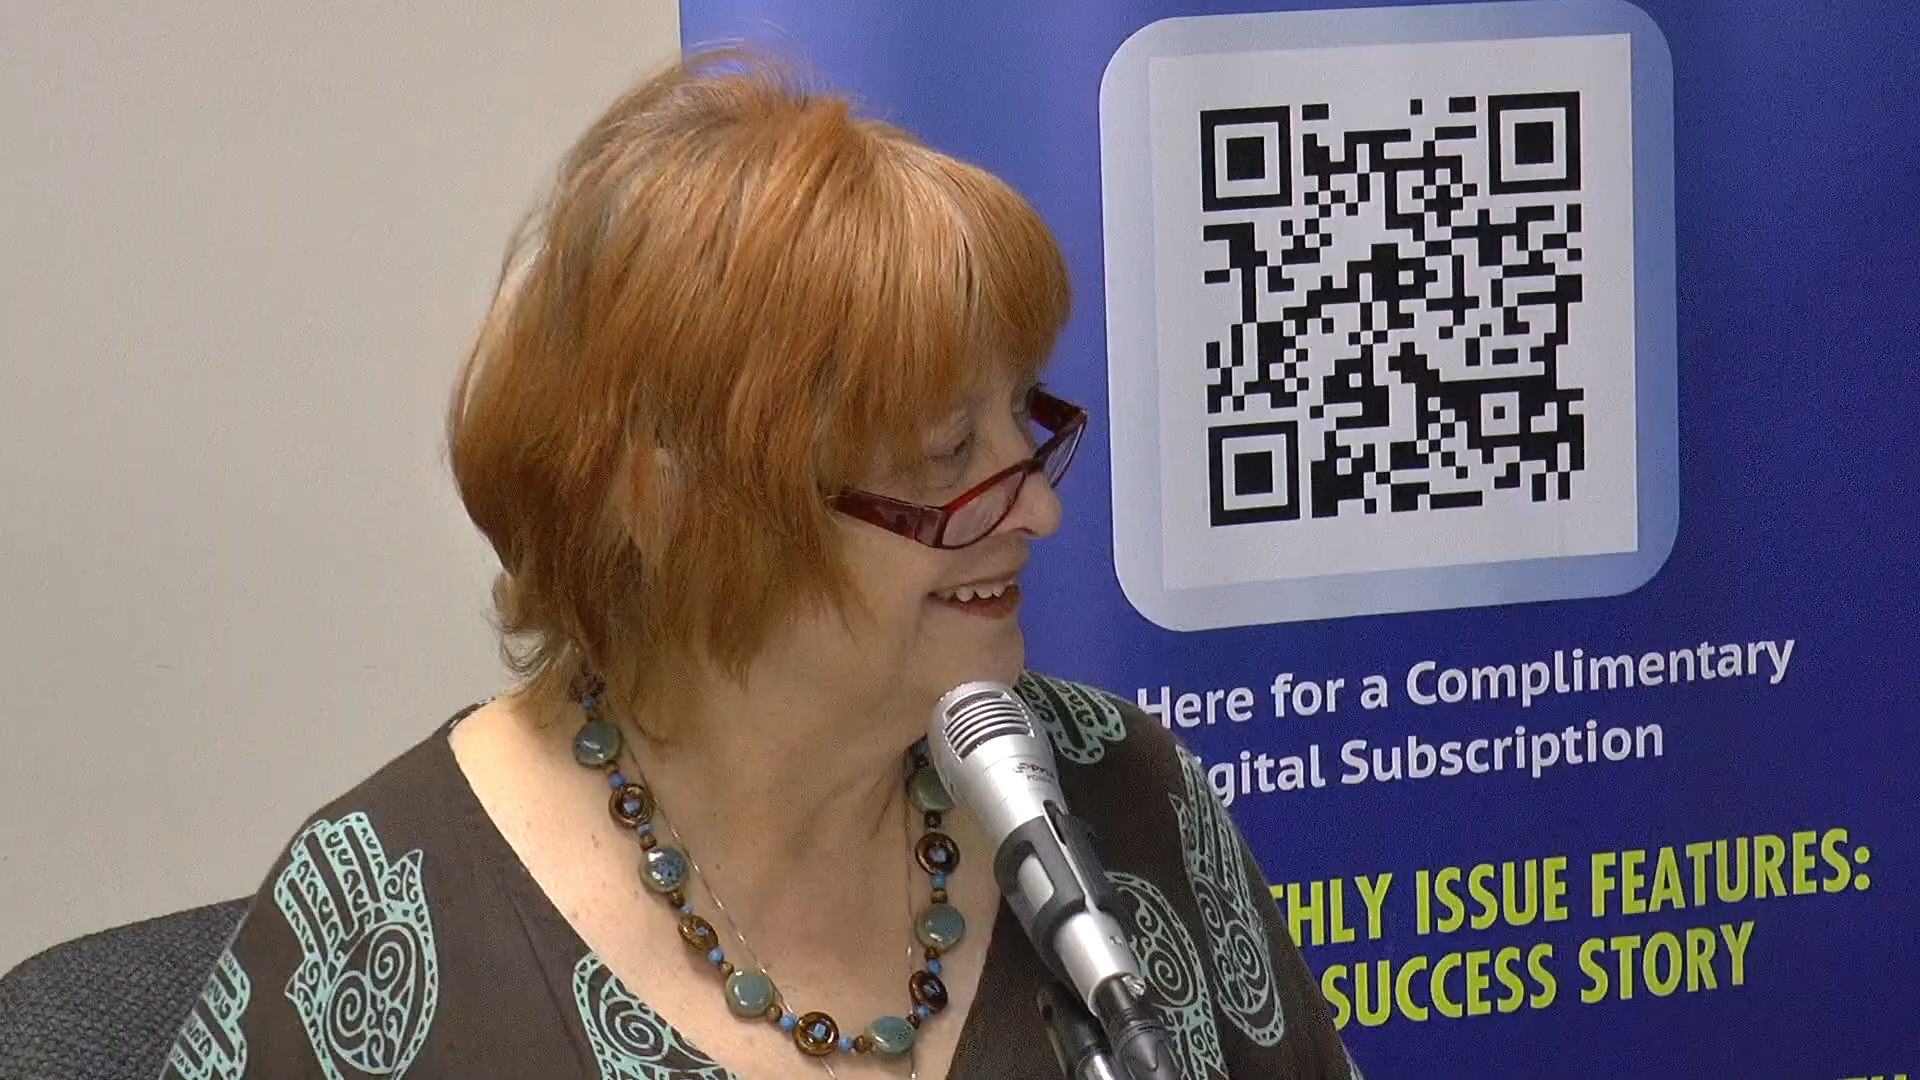 Here for a Complimentary
igital Subscription
THLY ISSUE FEATURES:
SUCCESS STORY